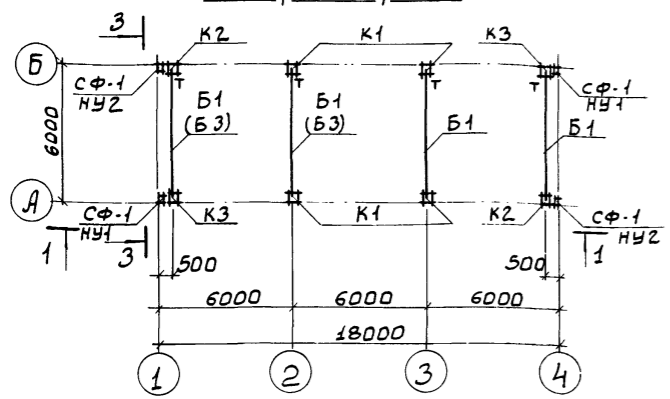 3
К2 К1 К3
Б
СФ-1
НУ2
Т Т Т Т
СФ-1
НУ1
6000
Б1
(Б3)
Б1
(Б3)
Б1
Б1
А
СФ-1
НУ1
К3 К1 К2
СФ-1
НУ2
1 3 1
500 500
6000 6000 6000
18000
1 2 3 4